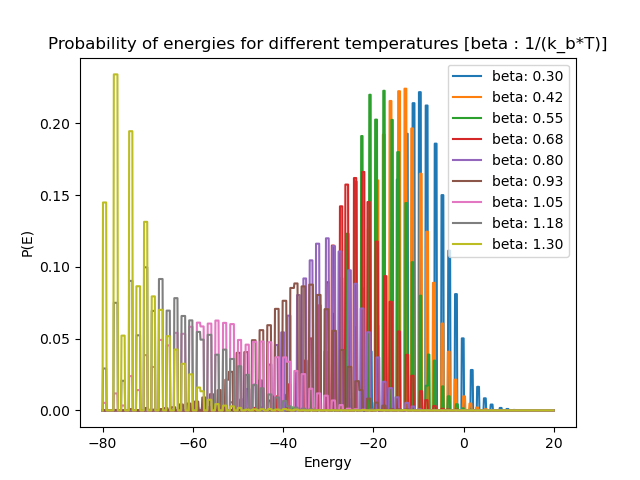 Probability of energies for different temperatures [beta : 1/(k_b*T)]
beta: 0.30
beta: 0.42
beta: 0.55
beta: 0.68
beta: 0.80
beta: 0.93
beta: 1.05
beta: 1.18
beta: 1.30
0.20
0.15
0.10
0.05
0.00
P(E)
−80
−60
−40
−20
0
20
Energy